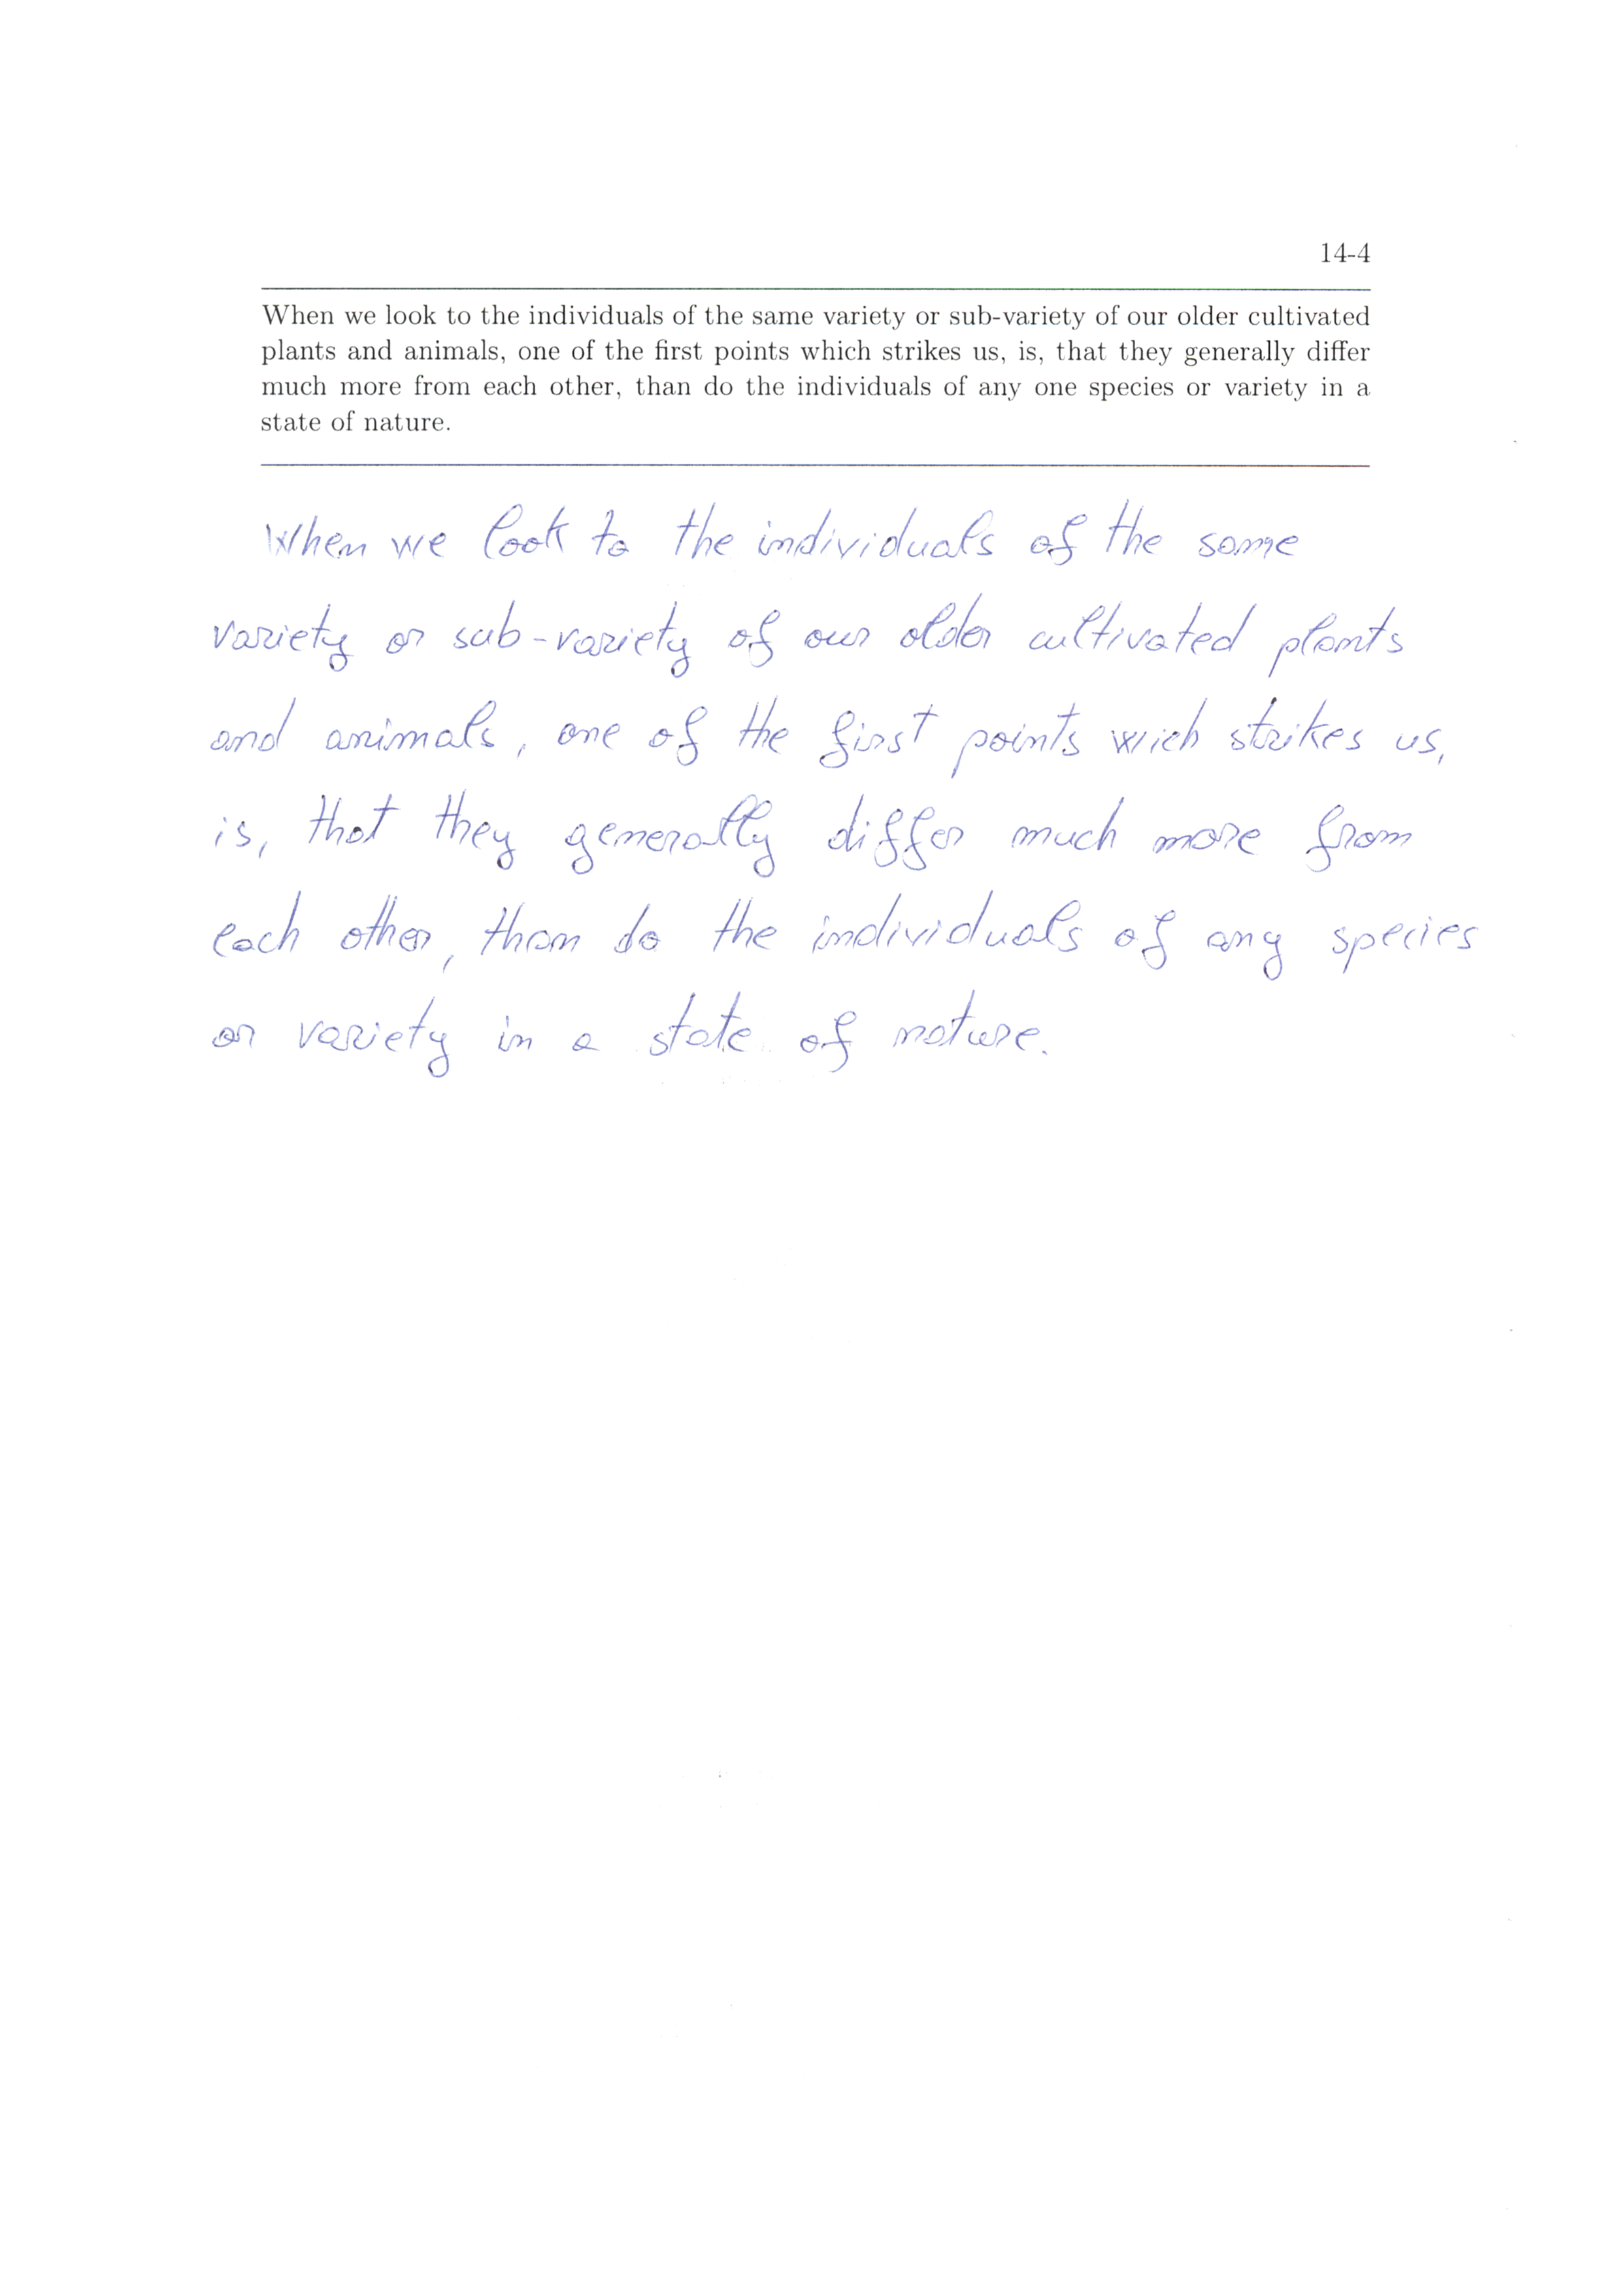 14-4
When we look to the individuals of the same variety or sub-variety of our older cultivated
plants and animals, one of the first points which strikes us, is, that they generally differ
much more from each other, than do the individuals of any one species or variety in a
state of nature.
When we look to the individuals of the same
variety or sub-variety of our older cultivated plants
and animals, one of the first points wich strikes us,
is, that they generally differ much more from
each other, than do the individuals of any species
or variety in a state of nature.